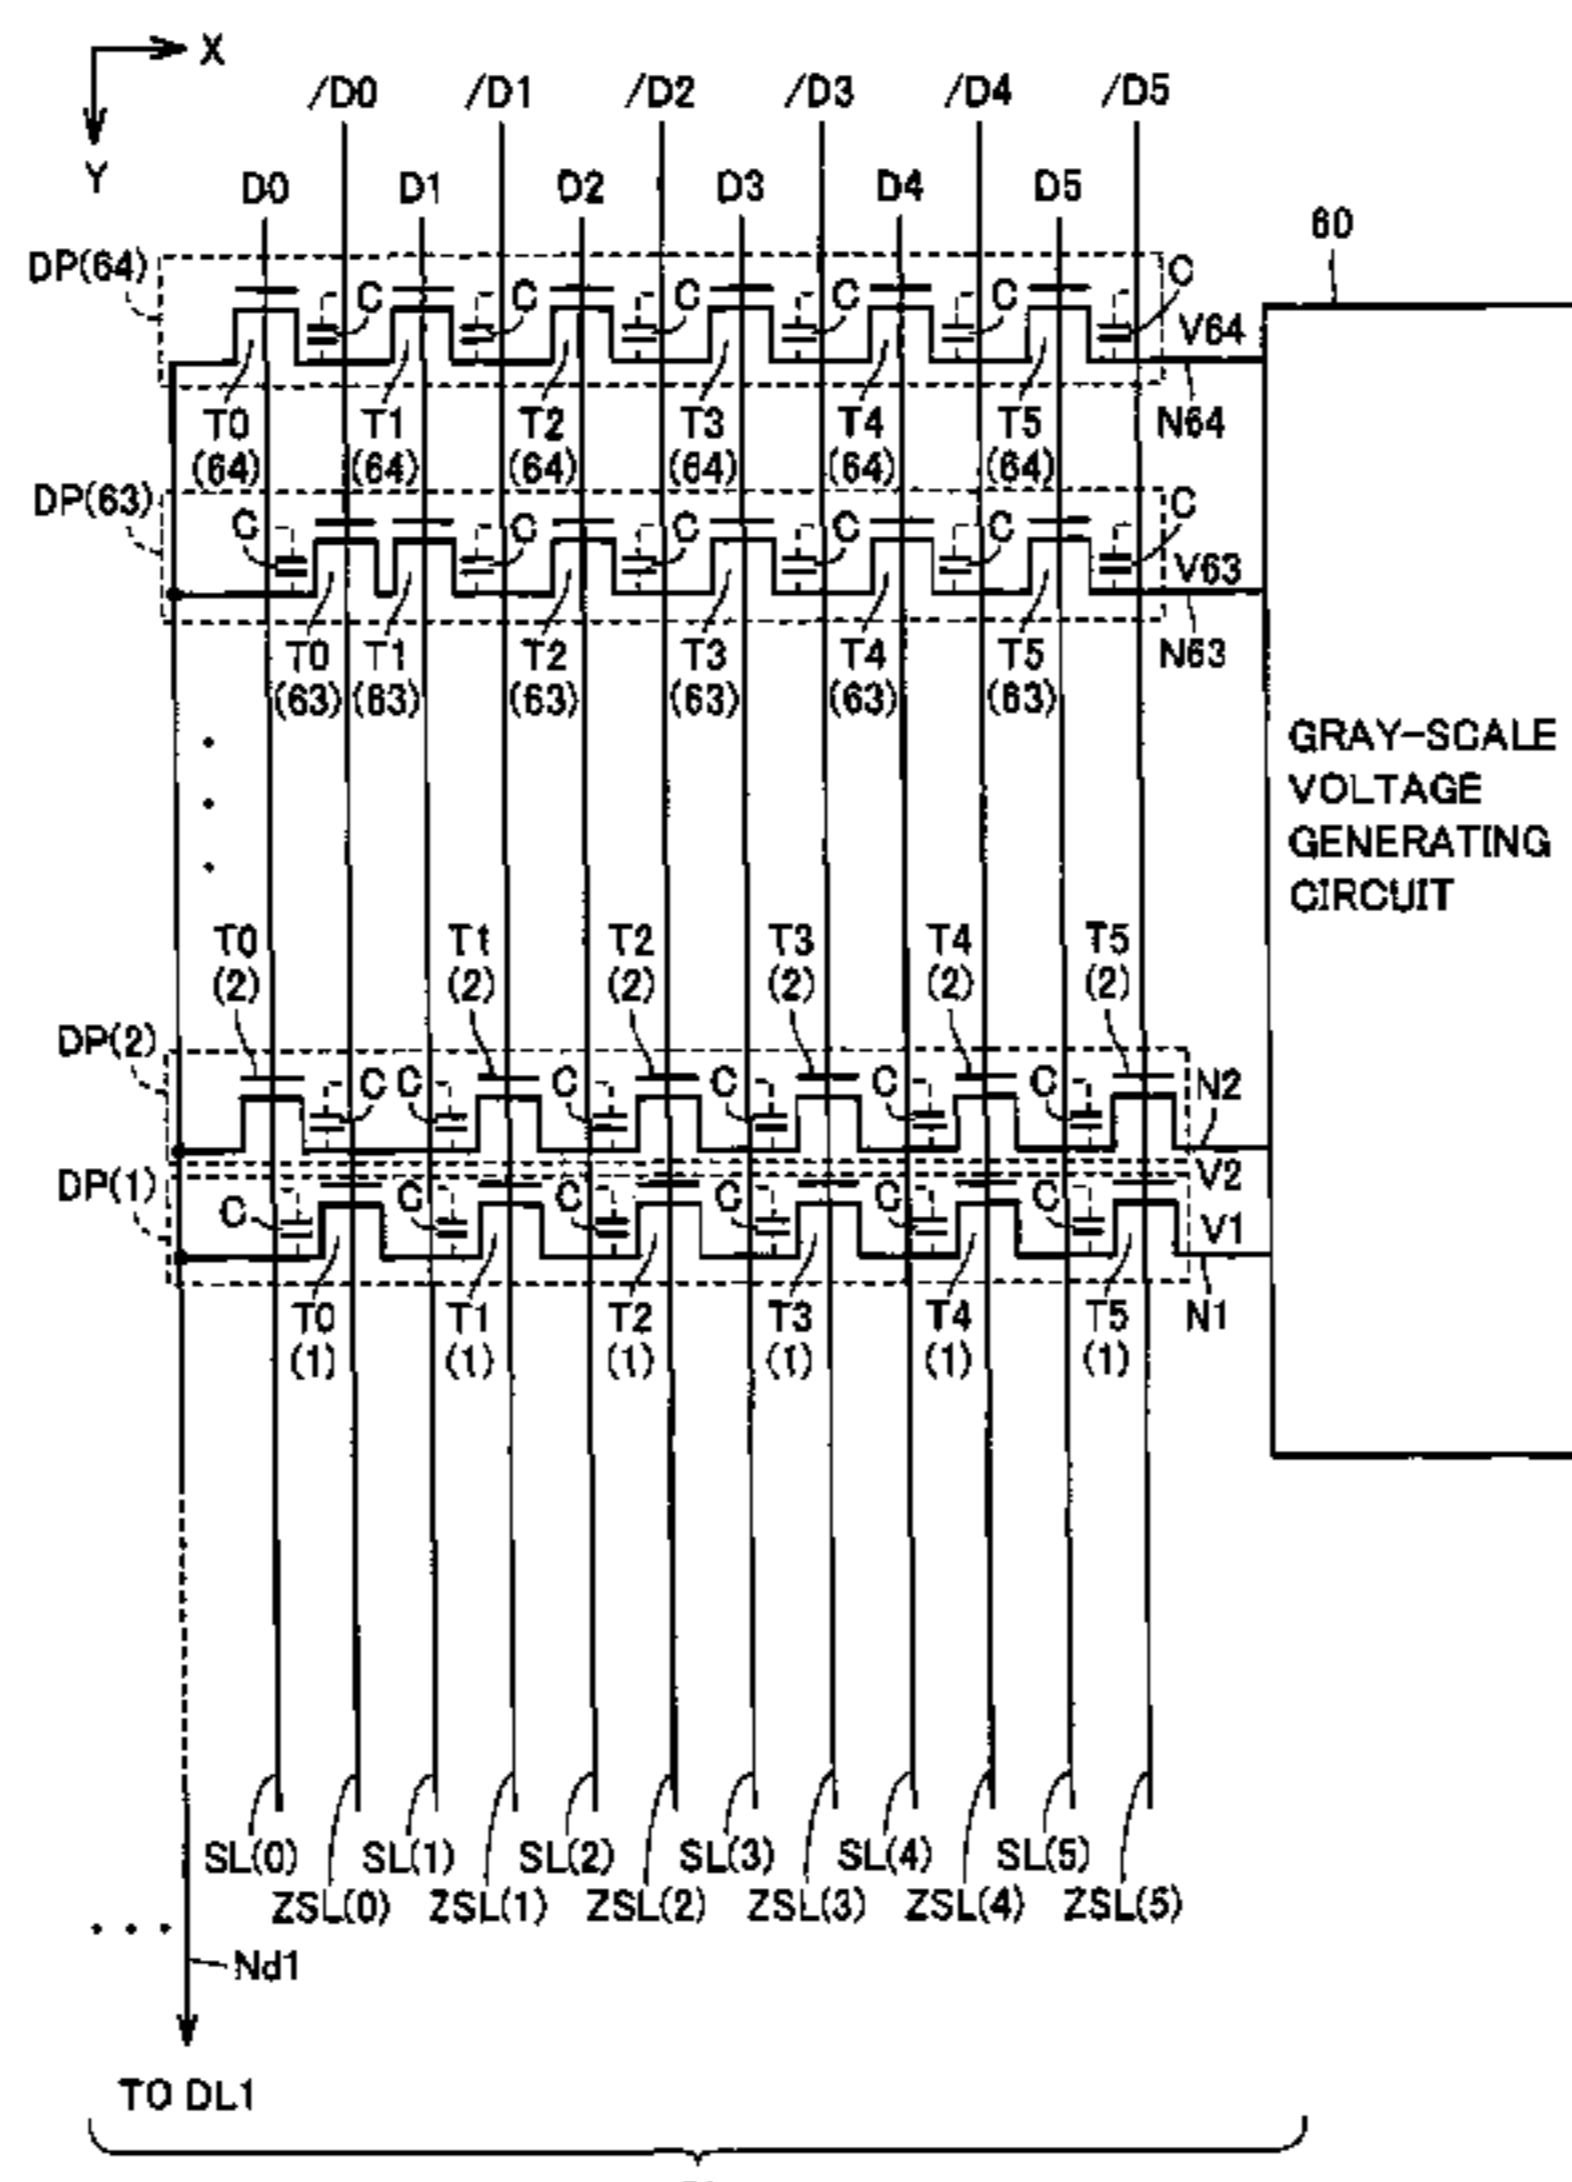 X
/D0 /D1 /D2 /D3 /D4 /D5
Y
D0 D1 D2 D3 D4 D5
60
DP(64)
C C C C C C
V64
T0 T1 T2 T3 T4 T5 N64
(64) (64) (64) (64) (64) (64)
DP(63)
C C C C C C
V63
T0 T1 T2 T3 T4 T5 N63
(63) (63) (63) (63) (63) (63)
GRAY-SCALE
VOLTAGE
GENERATING
CIRCUIT
T0 T1 T2 T3 T4 T5
(2) (2) (2) (2) (2) (2)
DP(2)
C C C C C C N2
V2
DP(1)
C C C C C C
V1
T0 T1 T2 T3 T4 T5 N1
(1) (1) (1) (1) (1) (1)
SL(0) SL(1) SL(2) SL(3) SL(4) SL(5)
ZSL(0) ZSL(1) ZSL(2) ZSL(3) ZSL(4) ZSL(5)
Nd1
TO DL1